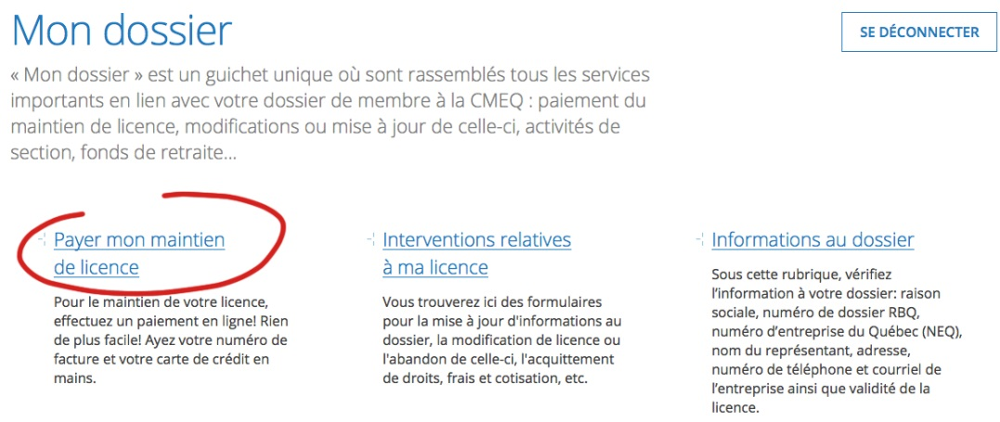 Mon dossier
SE DÉCONNECTER
« Mon dossier » est un guichet unique où sont rassemblés tous les services
importants en lien avec votre dossier de membre à la CMEQ : paiement du
maintien de licence, modifications ou mise à jour de celle-ci, activités de
section, fonds de retraite...
Payer mon maintien
de licence
Pour le maintien de votre licence,
effectuez un paiement en ligne! Rien
de plus facile! Ayez votre numéro de
facture et votre carte de crédit en
mains.
Interventions relatives
à ma licence
Vous trouverez ici des formulaires
pour la mise à jour d'informations au
dossier, la modification de licence ou
l'abandon de celle-ci, l'acquittement
de droits, frais et cotisation, etc.
Informations au dossier
Sous cette rubrique, vérifiez
l’information à votre dossier: raison
sociale, numéro de dossier RBQ,
numéro d’entreprise du Québec (NEQ),
nom du représentant, adresse,
numéro de téléphone et courriel de
l’entreprise ainsi que validité de la
licence.